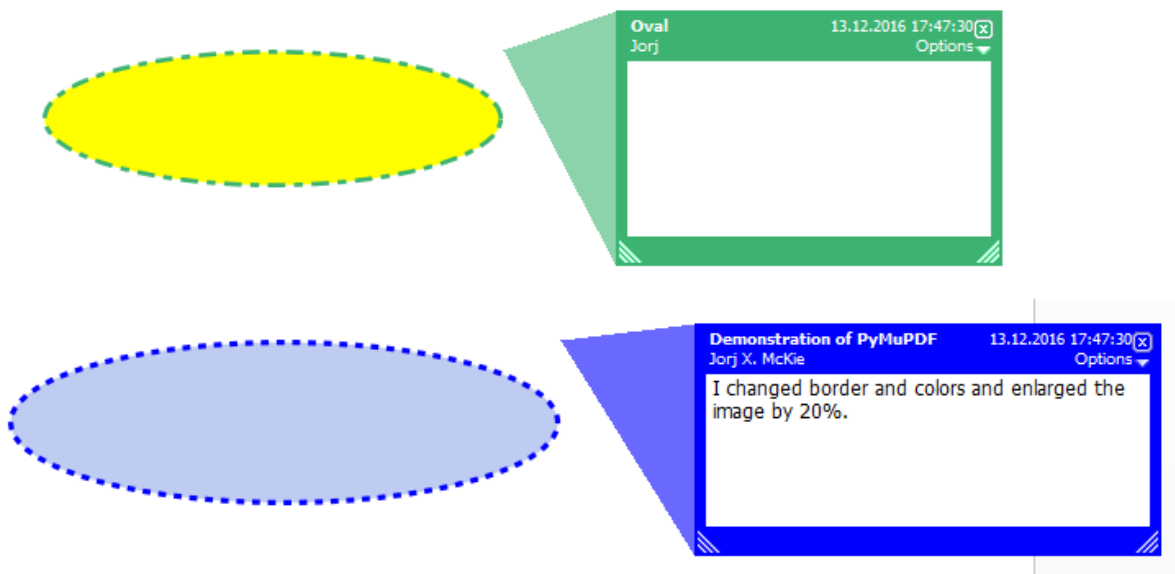 Oval 13.12.2016 17:47:30
Jorj Options
Demonstration of PyMuPDF 13.12.2016 17:47:30
Jorj X. McKie Options
I changed border and colors and enlarged the
image by 20%.